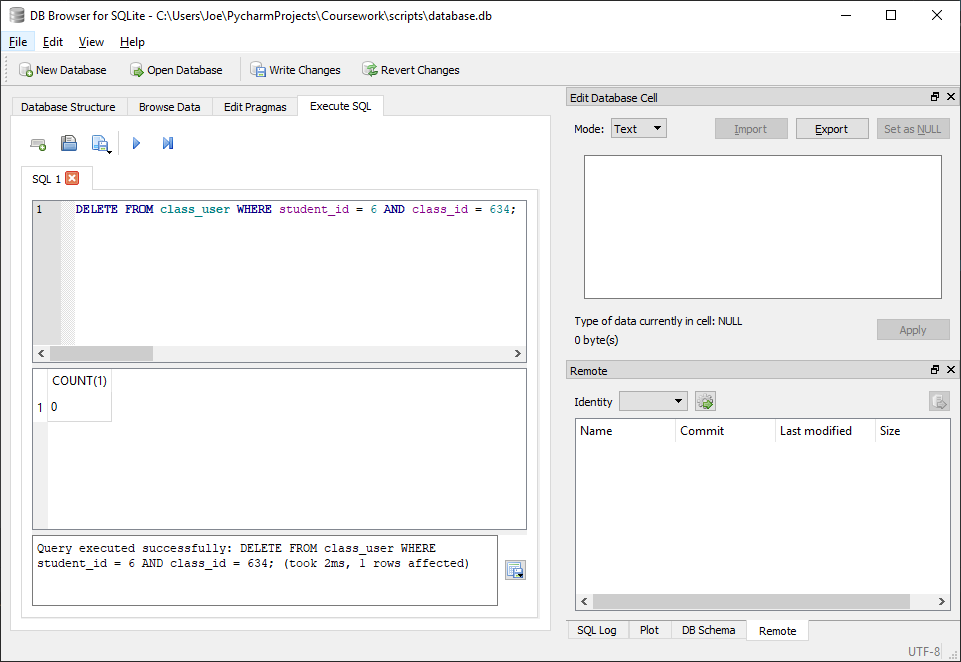 DB Browser for SQLite - C:\Users\Joe\PycharmProjects\Coursework\scripts\database.db
File Edit View Help
New Database Open Database Write Changes Revert Changes
Database Structure Browse Data Edit Pragmas Execute SQL
SQL 1
1 DELETE FROM class_user WHERE student_id = 6 AND class_id = 634;
COUNT(1)
1 0
Query executed successfully: DELETE FROM class_user WHERE
student_id = 6 AND class_id = 634; (took 2ms, 1 rows affected)
Edit Database Cell
Mode: Text Import Export Set as NULL
Type of data currently in cell: NULL
0 byte(s)
Apply
Remote
Identity
Name Commit Last modified Size
SQL Log Plot DB Schema Remote
UTF-8